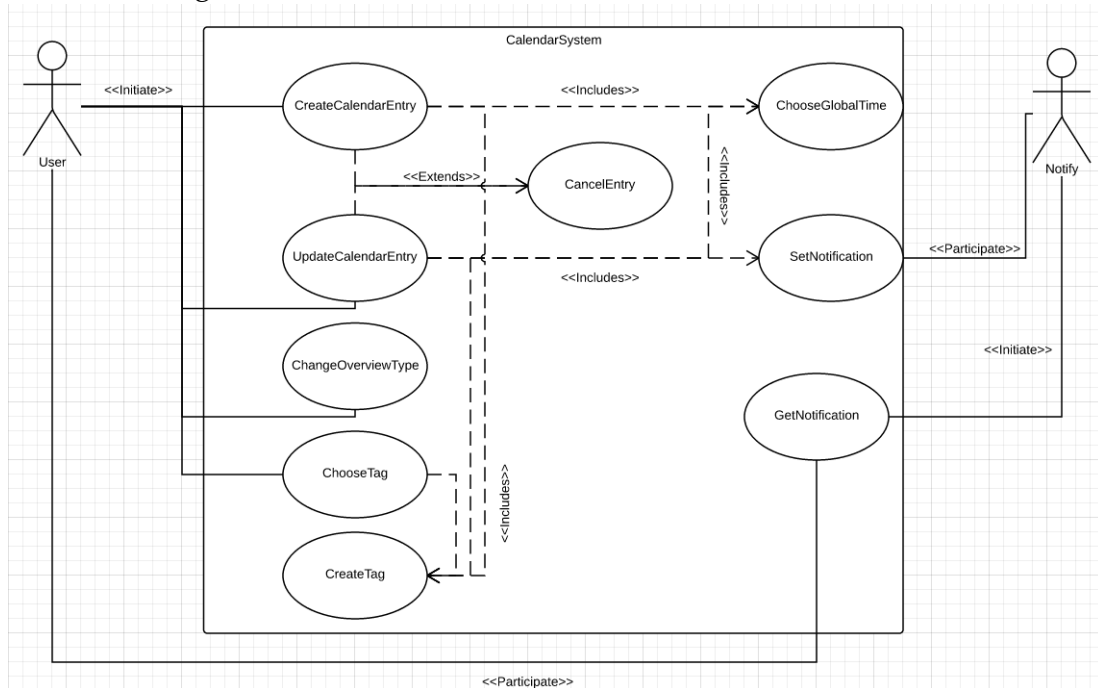 CalendarSystem
<<Initiate>>
CreateCalendarEntry
<<Includes>>
ChooseGlobalTime
User
Notify
<<Extends>>
CancelEntry
<<Includes>>
UpdateCalendarEntry
<<Includes>>
SetNotification
<<Participate>>
ChangeOverviewType
<<Initiate>>
GetNotification
ChooseTag
<<Includes>>
CreateTag
<<Participate>>